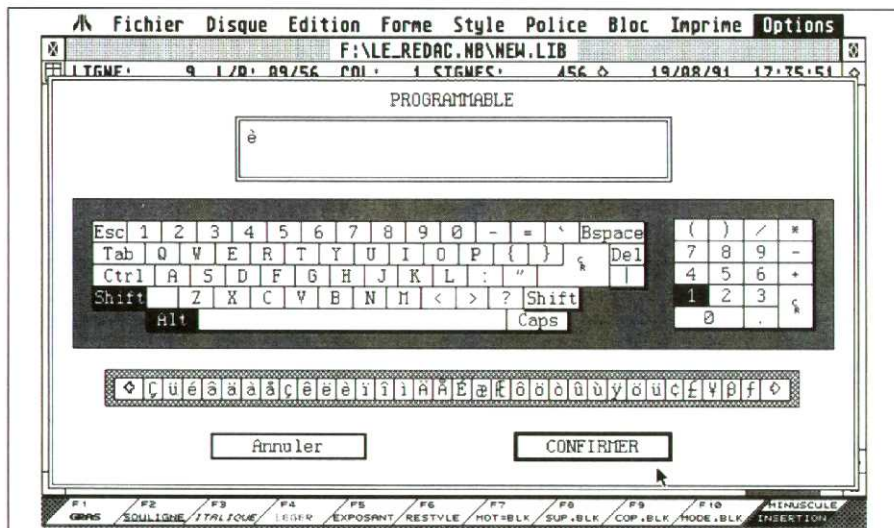 Fichier Disque Edition Forme Style Police Bloc Imprime Options
F:\LE_REDAC.NB\NEW.LIB
LIGNE: 9 L/P: 09/56 COL: 1 SIGNES: 456 19/08/91 17:35:51
PROGRAMMABLE
è
Esc 1 2 3 4 5 6 7 8 9 0 - = ` Bspace ( ) / *
Tab Q W E R T Y U I O P { } Del 7 8 9 -
Ctrl A S D F G H J K L : " CR | 4 5 6 +
Shift Z X C V B N M < > ? Shift 1 2 3 CR
Alt Caps 0 .
Ç ü é â ä à å ç ê ë è ï î ì Ä Å É æ Æ ô ö ò û ù ÿ ö ü ¢ £ ¥ β ƒ
Annuler CONFIRMER
F1 F2 F3 F4 F5 F6 F7 F8 F9 F10 MINUSCULE
GRAS SOULIGNE ITALIQUE LEGER EXPOSANT RESTYLE MOT=BLK SUP.BLK COP.BLK MODE.BLK INSERTION